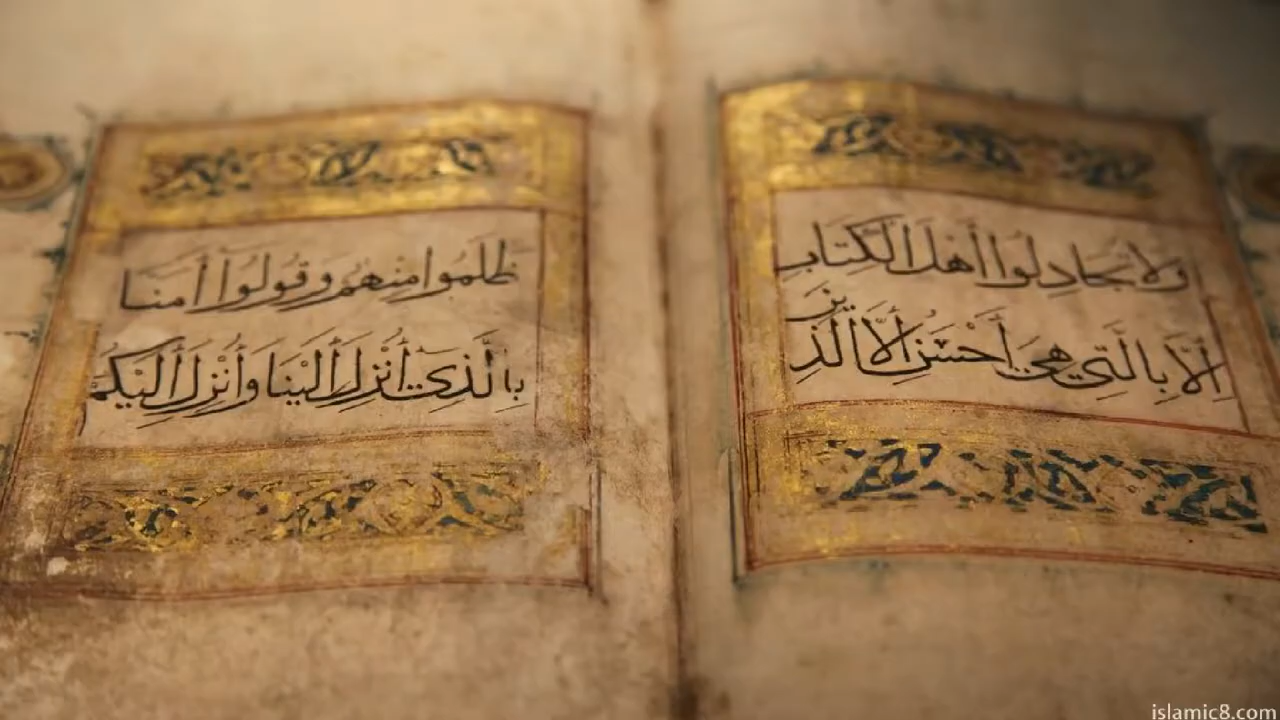 ولا تجادلوا أهل الكتاب
إلا بالتي هي أحسن إلا الذين
ظلموا منهم وقولوا آمنا
بالذي أنزل إلينا وأنزل إليكم
islamic8.com